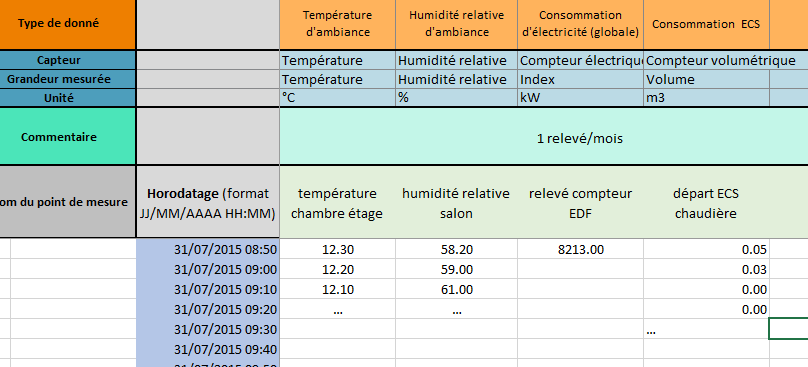 Type de donné
Température
d'ambiance
Humidité relative
d'ambiance
Consommation
d'électricité (globale)
Consommation ECS
Capteur
Température
Humidité relative
Compteur électrique
Compteur volumétrique
Grandeur mesurée
Température
Humidité relative
Index
Volume
Unité
°C
%
kW
m3
Commentaire
1 relevé/mois
om du point de mesure
Horodatage (format
JJ/MM/AAAA HH:MM)
température
chambre étage
humidité relative
salon
relevé compteur
EDF
départ ECS
chaudière
31/07/2015 08:50 12.30 58.20 8213.00 0.05
31/07/2015 09:00 12.20 59.00 0.03
31/07/2015 09:10 12.10 61.00 0.00
31/07/2015 09:20 ... ... 0.00
31/07/2015 09:30 ...
31/07/2015 09:40